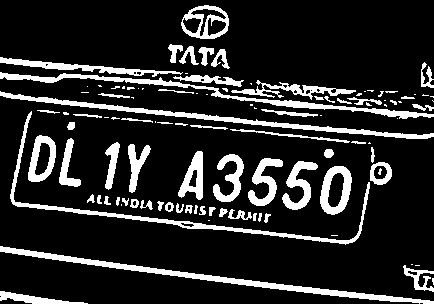 TATA
DL 1Y A3550
ALL INDIA TOURIST PERMIT